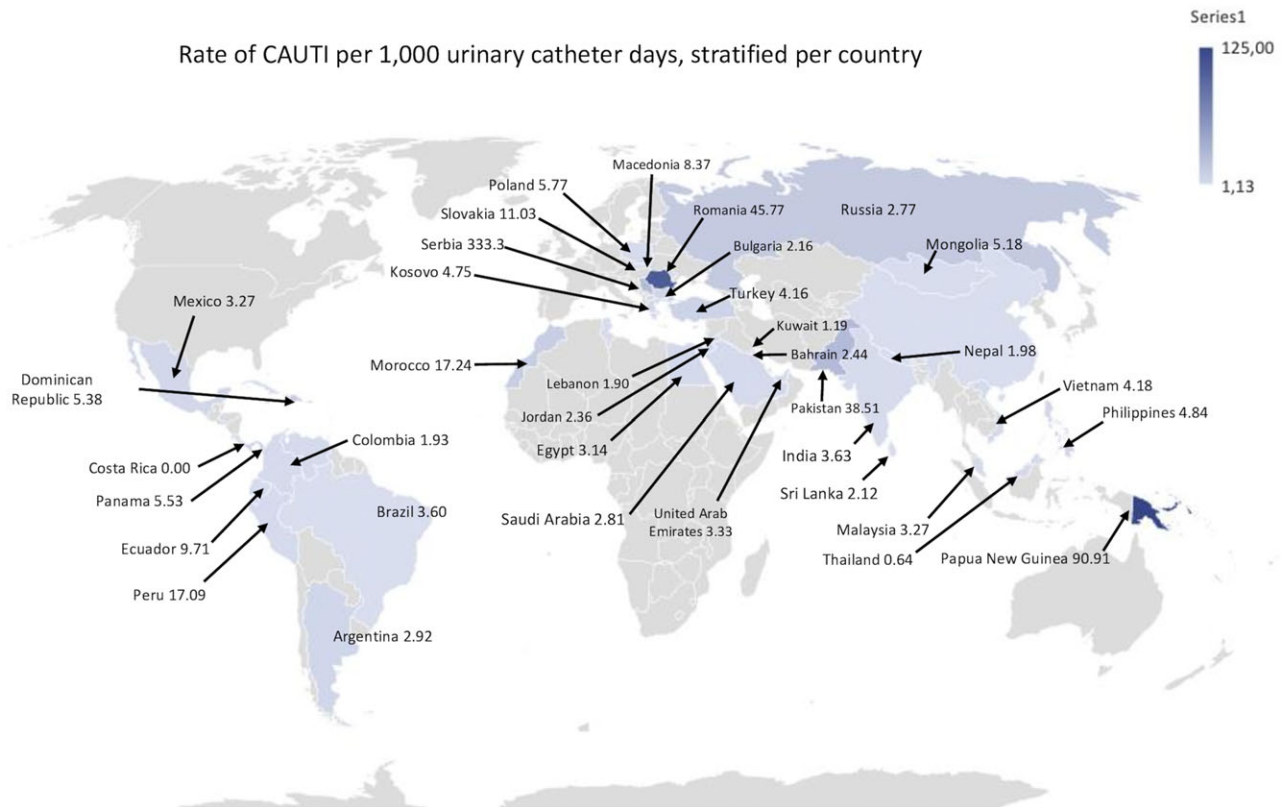 Series1
125,00
1,13
Rate of CAUTI per 1,000 urinary catheter days, stratified per country
Macedonia 8.37
Poland 5.77
Slovakia 11.03
Romania 45.77
Russia 2.77
Serbia 333.3
Bulgaria 2.16
Mongolia 5.18
Kosovo 4.75
Turkey 4.16
Mexico 3.27
Kuwait 1.19
Morocco 17.24
Bahrain 2.44
Nepal 1.98
Dominican
Republic 5.38
Lebanon 1.90
Vietnam 4.18
Jordan 2.36
Pakistan 38.51
Philippines 4.84
Colombia 1.93
Egypt 3.14
India 3.63
Costa Rica 0.00
Sri Lanka 2.12
Panama 5.53
Brazil 3.60
Saudi Arabia 2.81
United Arab
Emirates 3.33
Malaysia 3.27
Ecuador 9.71
Thailand 0.64
Papua New Guinea 90.91
Peru 17.09
Argentina 2.92